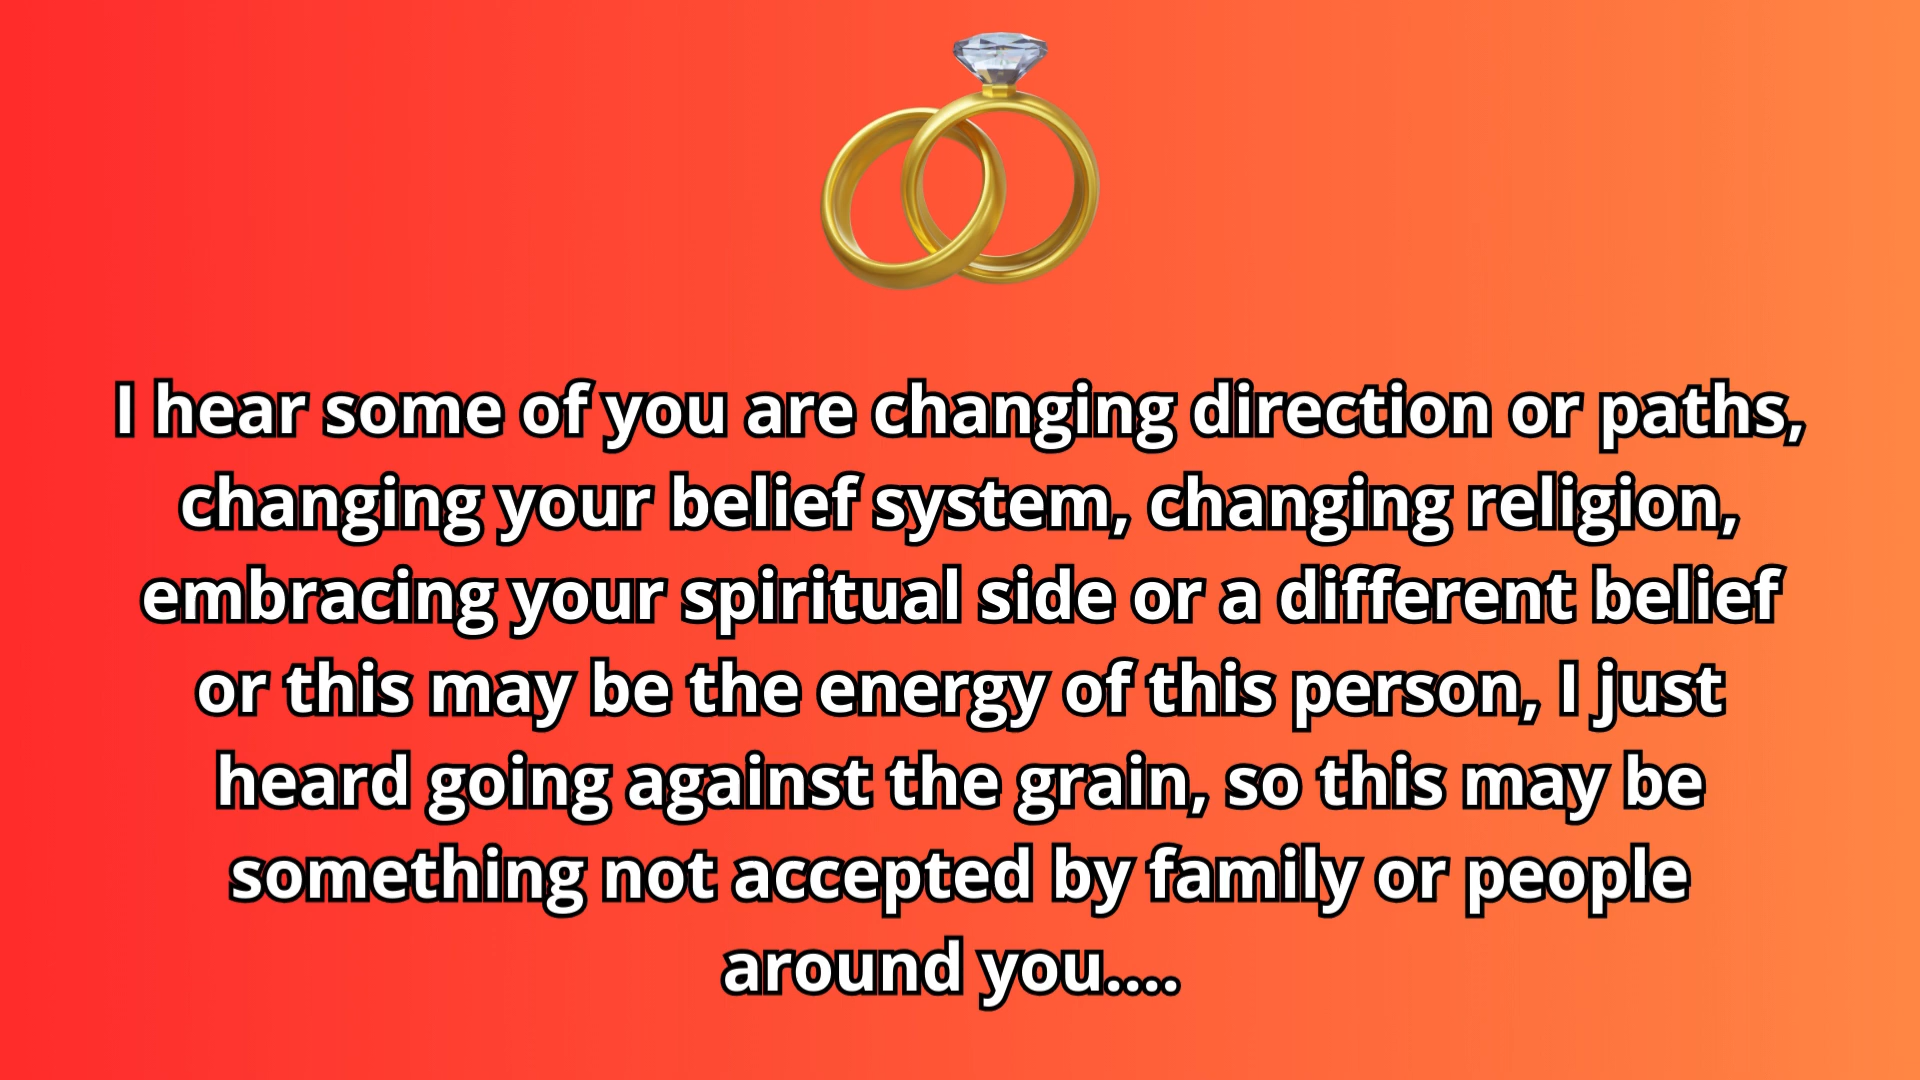 I hear some of you are changing direction or paths,
changing your belief system, changing religion,
embracing your spiritual side or a different belief
or this may be the energy of this person, I just
heard going against the grain, so this may be
something not accepted by family or people
around you....